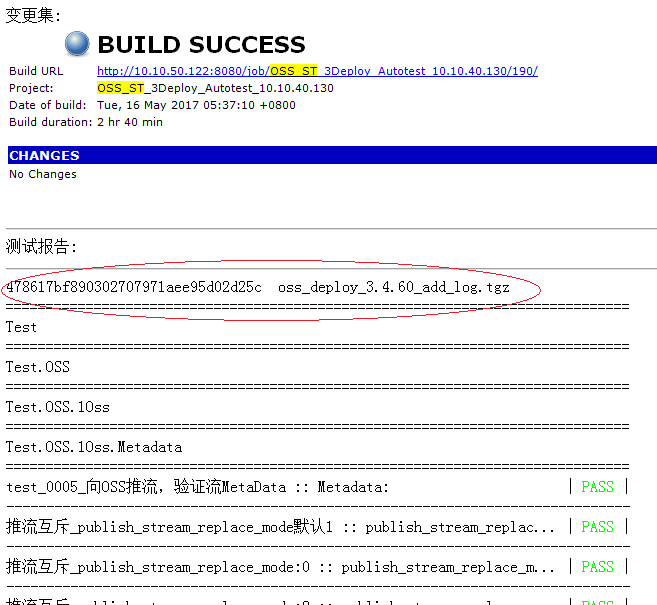 变更集:
BUILD SUCCESS
Build URL http://10.10.50.122:8080/job/OSS_ST_3Deploy_Autotest_10.10.40.130/190/
Project: OSS_ST_3Deploy_Autotest_10.10.40.130
Date of build: Tue, 16 May 2017 05:37:10 +0800
Build duration: 2 hr 40 min
CHANGES
No Changes
测试报告:
478617bf890302707971aee95d02d25c oss_deploy_3.4.60_add_log.tgz
==============================================================================
Test
==============================================================================
Test.OSS
==============================================================================
Test.OSS.1Oss
==============================================================================
Test.OSS.1Oss.Metadata
==============================================================================
test_0005_向OSS推流，验证流MetaData :: Metadata: | PASS |
------------------------------------------------------------------------------
推流互斥_publish_stream_replace_mode默认1 :: publish_stream_replac... | PASS |
------------------------------------------------------------------------------
推流互斥_publish_stream_replace_mode:0 :: publish_stream_replace_m... | PASS |
------------------------------------------------------------------------------